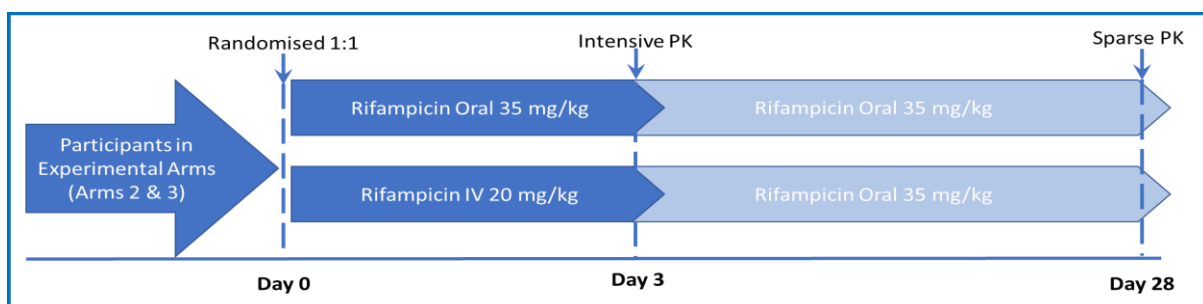 Randomised 1:1
Intensive PK
Sparse PK
Rifampicin Oral 35 mg/kg
Rifampicin Oral 35 mg/kg
Participants in
Experimental Arms
(Arms 2 & 3)
Rifampicin IV 20 mg/kg
Rifampicin Oral 35 mg/kg
Day 0
Day 3
Day 28